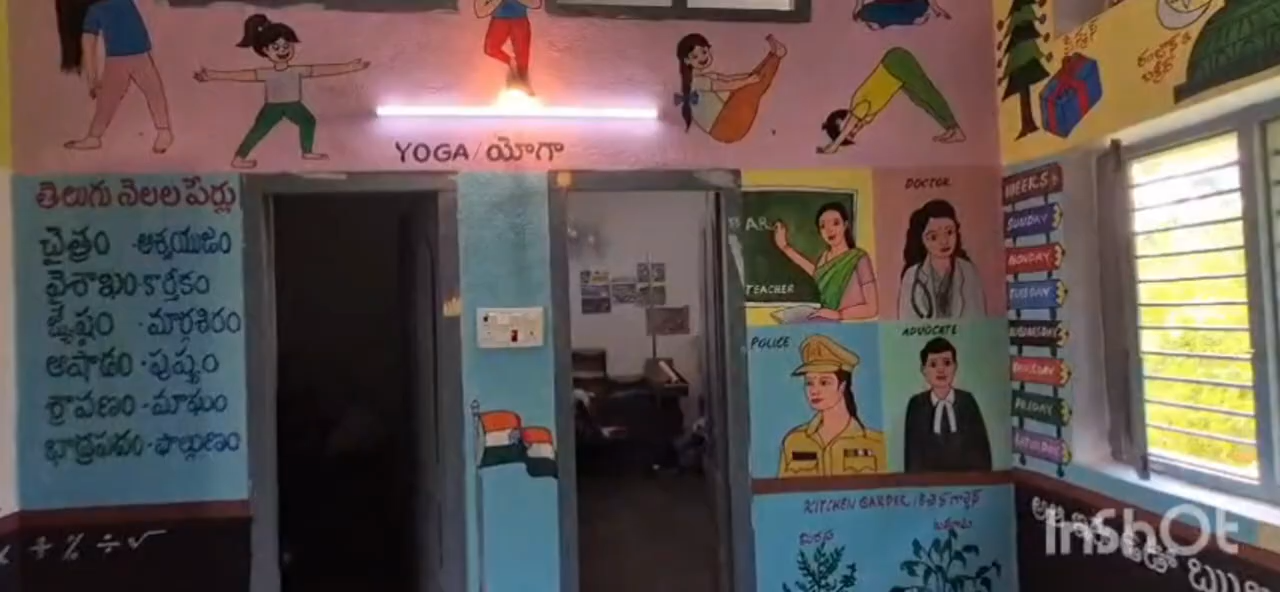 YOGA/యోగా
తెలుగు నెలల పేర్లు
చైత్రం - ఆశ్వయుజం
వైశాఖం - కార్తీకం
జ్యేష్ఠం - మార్గశిరం
ఆషాడం - పుష్యం
శ్రావణం - మాఘం
భాద్రపదం - ఫాల్గుణం
+ % ÷ √
TEACHER
DOCTOR
POLICE
ADVOCATE
WEEKS
SUNDAY
MONDAY
TUESDAY
WEDNESDAY
THURSDAY
FRIDAY
SATURDAY
KITCHEN GARDEN
InShOt